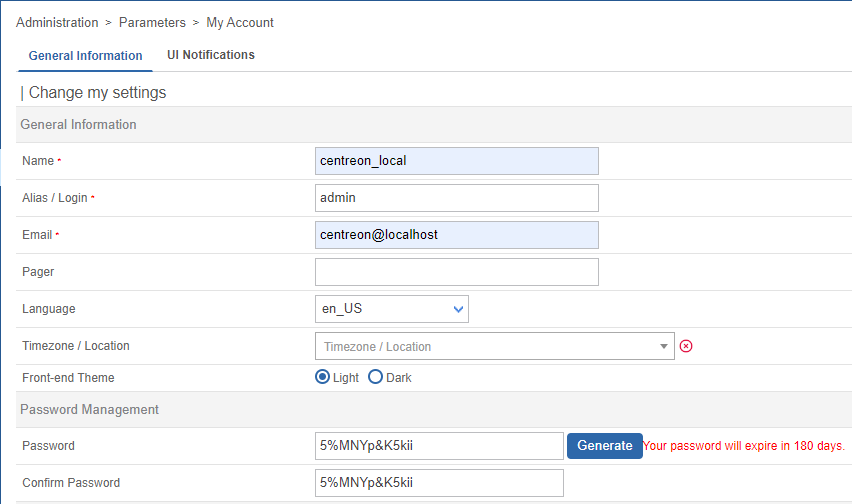 Administration > Parameters > My Account
General Information UI Notifications
| Change my settings
General Information
Name * centreon_local
Alias / Login * admin
Email * centreon@localhost
Pager
Language en_US
Timezone / Location Timezone / Location
Front-end Theme Light Dark
Password Management
Password 5%MNYp&K5kii Generate Your password will expire in 180 days.
Confirm Password 5%MNYp&K5kii